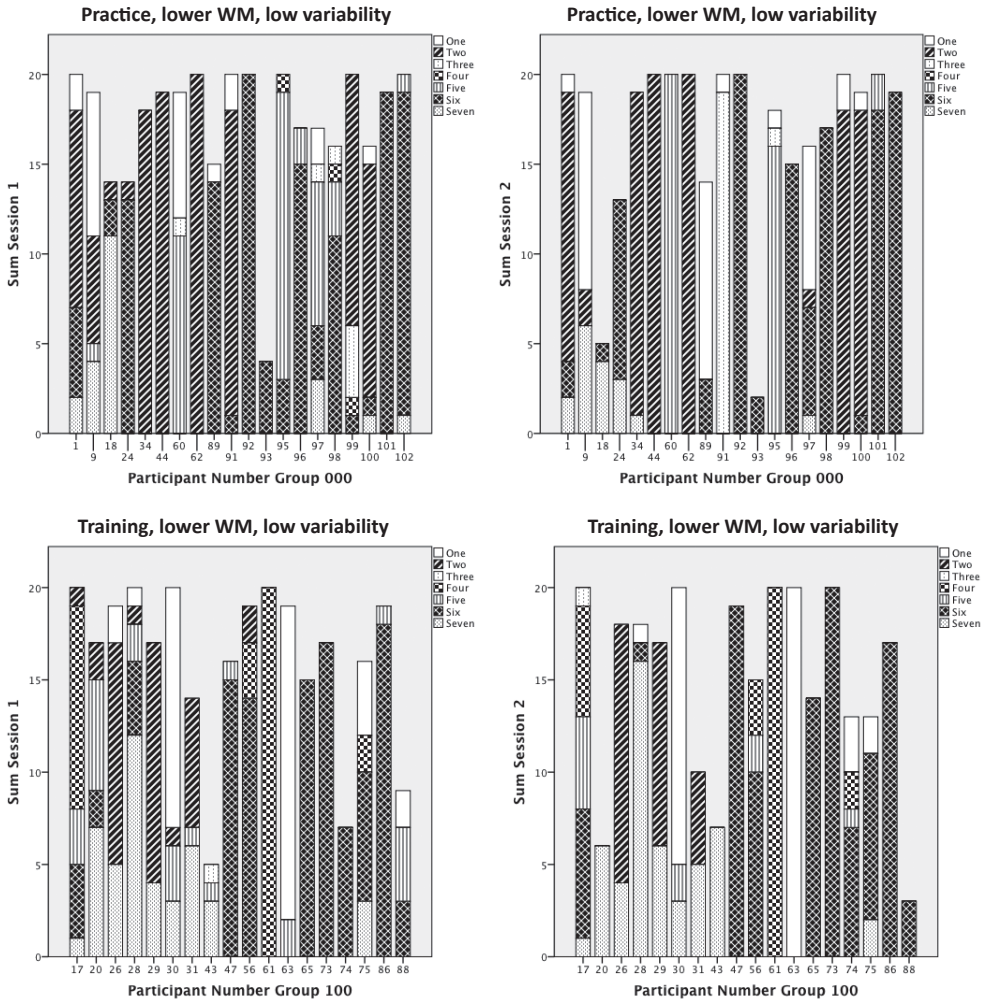 Practice, lower WM, low variability
One
Two
Three
Four
Five
Six
Seven
20
15
10
5
0
Sum Session 1
1 18 34 60 89 92 95 97 99 101
9 24 44 62 91 93 96 98 100 102
Participant Number Group 000
Practice, lower WM, low variability
One
Two
Three
Four
Five
Six
Seven
20
15
10
5
0
Sum Session 2
1 18 34 60 89 92 95 97 99 101
9 24 44 62 91 93 96 98 100 102
Participant Number Group 000
Training, lower WM, low variability
One
Two
Three
Four
Five
Six
Seven
20
15
10
5
0
Sum Session 1
17 20 26 28 29 30 31 43 47 56 61 63 65 73 74 75 86 88
Participant Number Group 100
Training, lower WM, low variability
One
Two
Three
Four
Five
Six
Seven
20
15
10
5
0
Sum Session 2
17 20 26 28 29 30 31 43 47 56 61 63 65 73 74 75 86 88
Participant Number Group 100